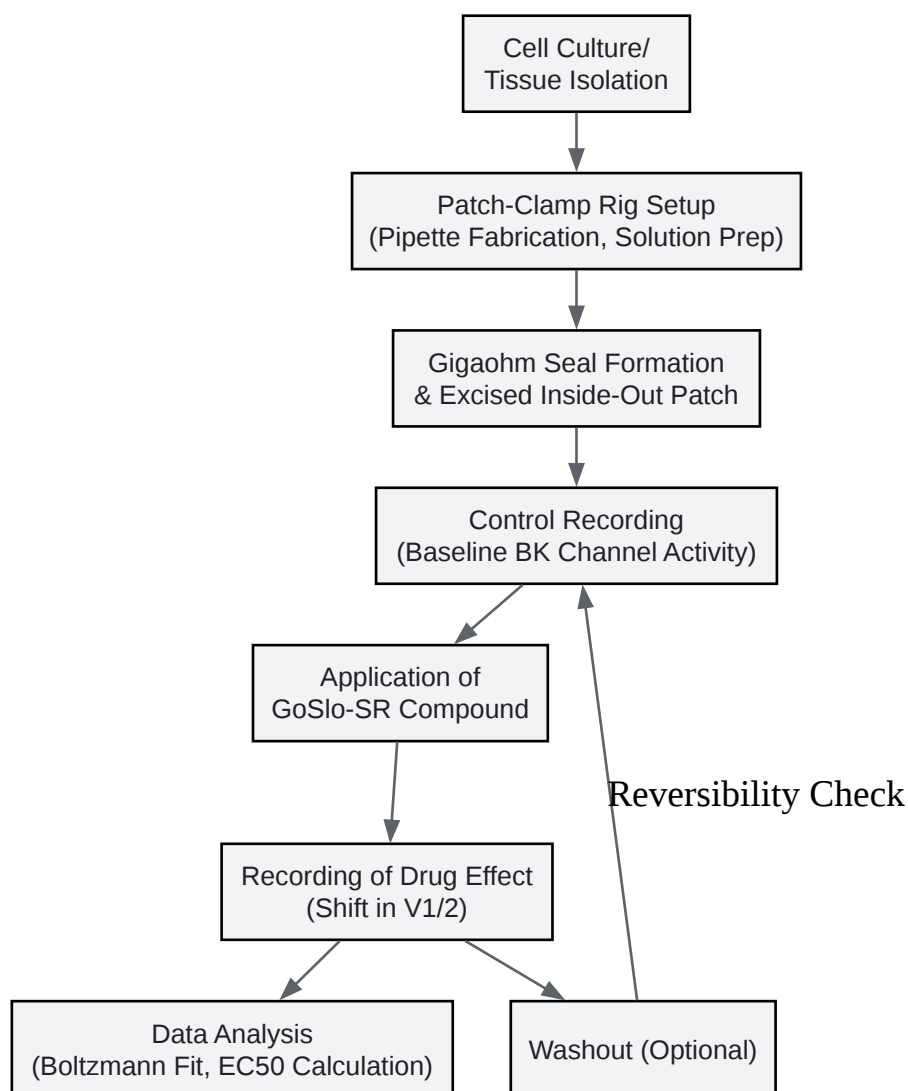 Cell Culture/
Tissue Isolation
Patch-Clamp Rig Setup
(Pipette Fabrication, Solution Prep)
Gigaohm Seal Formation
& Excised Inside-Out Patch
Control Recording
(Baseline BK Channel Activity)
Application of
GoSlo-SR Compound
Reversibility Check
Recording of Drug Effect
(Shift in V1/2)
Data Analysis
(Boltzmann Fit, EC50 Calculation)
Washout (Optional)